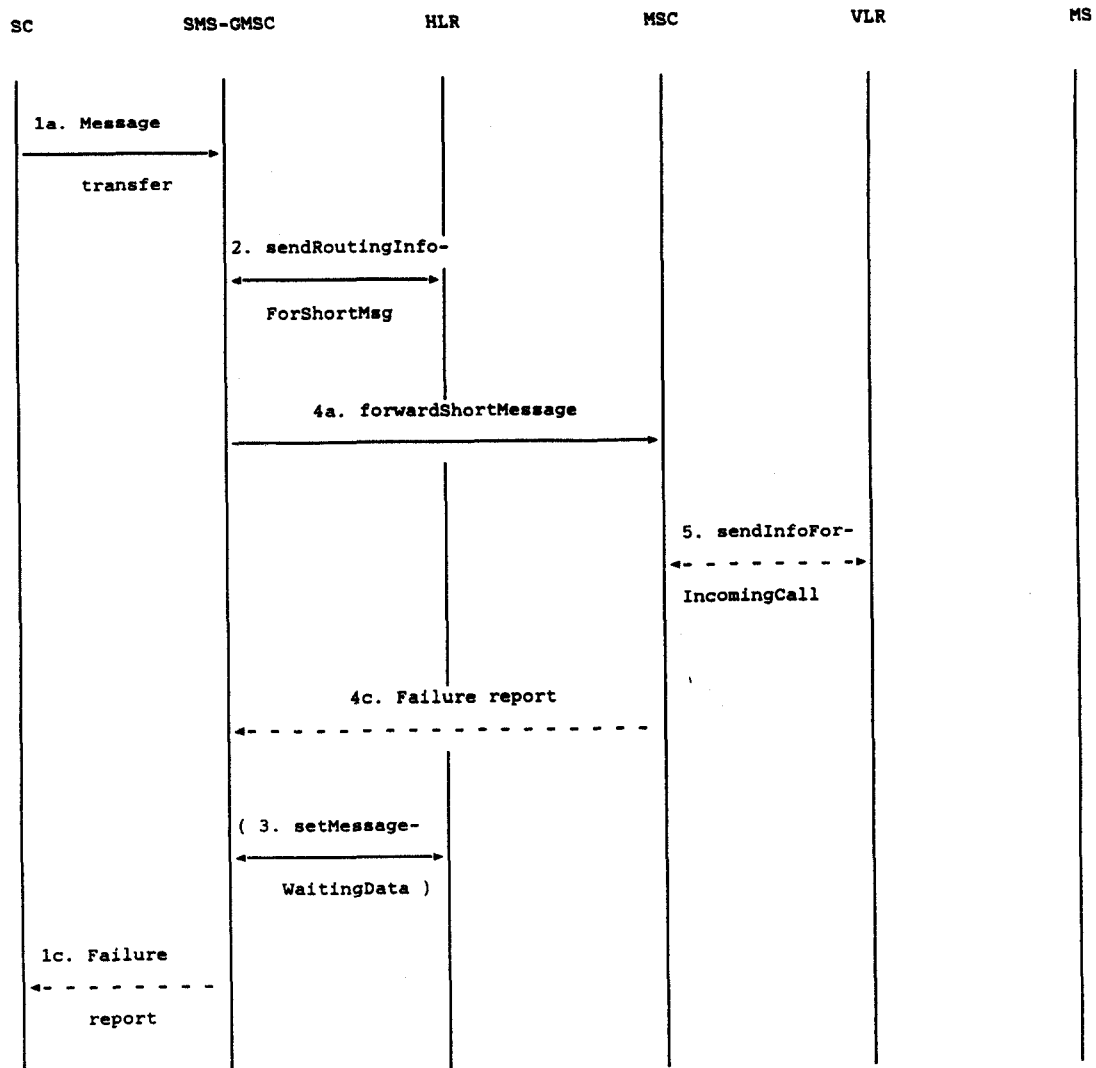 SC SMS-GMSC HLR MSC VLR MS
1a. Message
transfer
2. sendRoutingInfo-
ForShortMsg
4a. forwardShortMessage
5. sendInfoFor-
IncomingCall
4c. Failure report
( 3. setMessage-
WaitingData )
1c. Failure
report